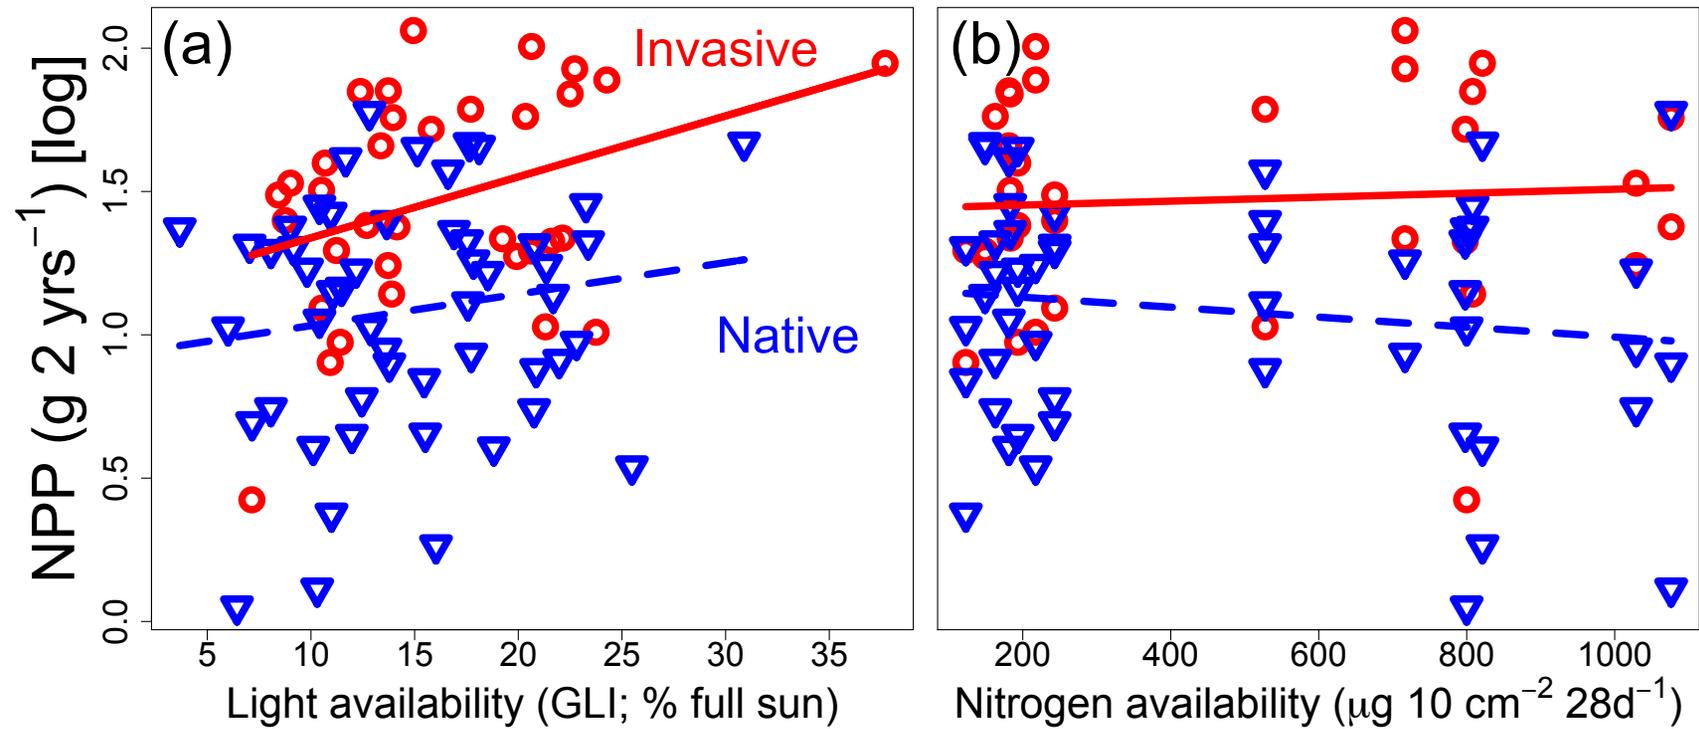 (a)
Invasive
Native
(b)
NPP (g 2 yrs⁻¹) [log]
2.0
1.5
1.0
0.5
0.0
5 10 15 20 25 30 35
200 400 600 800 1000
Light availability (GLI; % full sun)
Nitrogen availability (μg 10 cm⁻² 28d⁻¹)